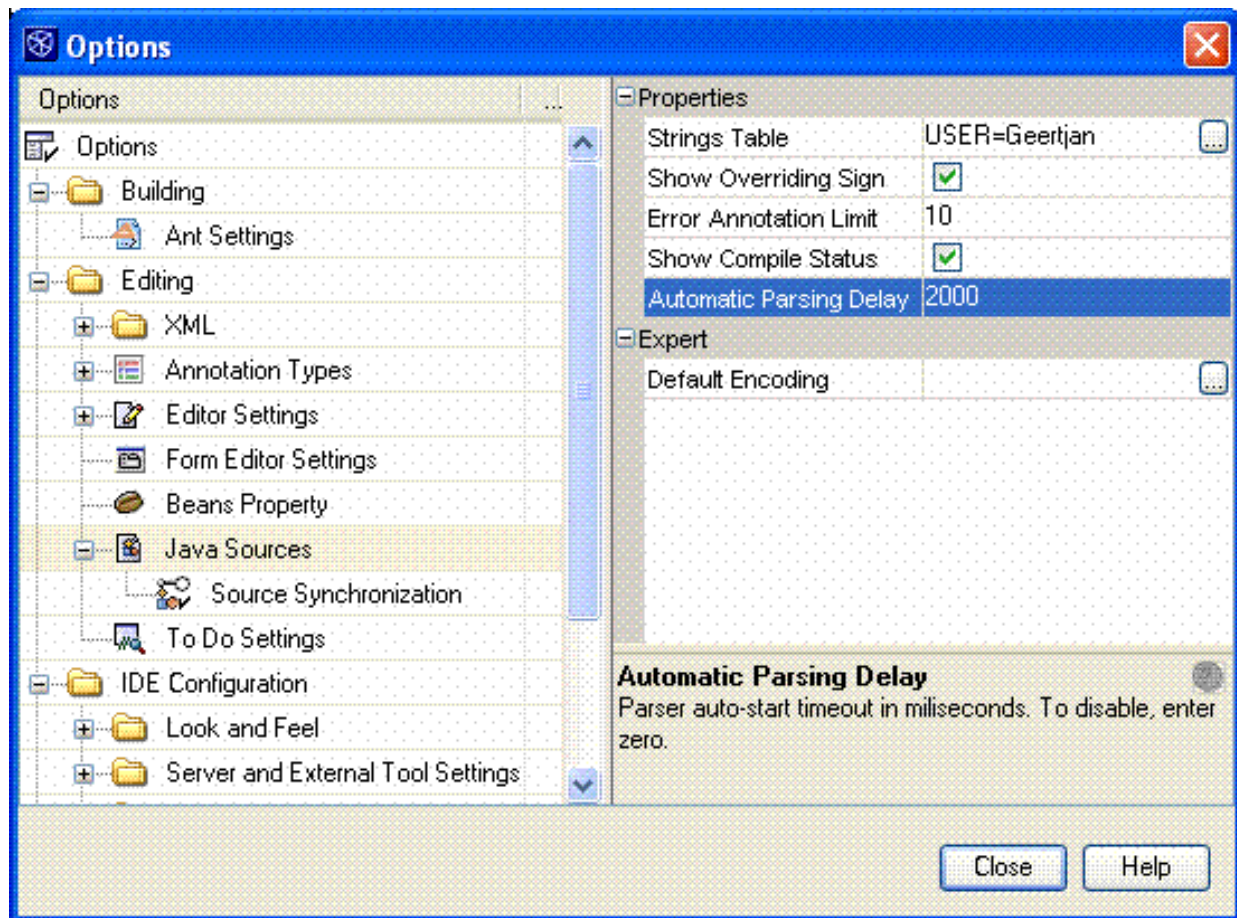 Options
Options ...
Options
Building
Ant Settings
Editing
XML
Annotation Types
Editor Settings
Form Editor Settings
Beans Property
Java Sources
Source Synchronization
To Do Settings
IDE Configuration
Look and Feel
Server and External Tool Settings
Properties
Strings Table USER=Geertjan ...
Show Overriding Sign
Error Annotation Limit 10
Show Compile Status
Automatic Parsing Delay 2000
Expert
Default Encoding ...
Automatic Parsing Delay
Parser auto-start timeout in miliseconds. To disable, enter
zero.
Close Help